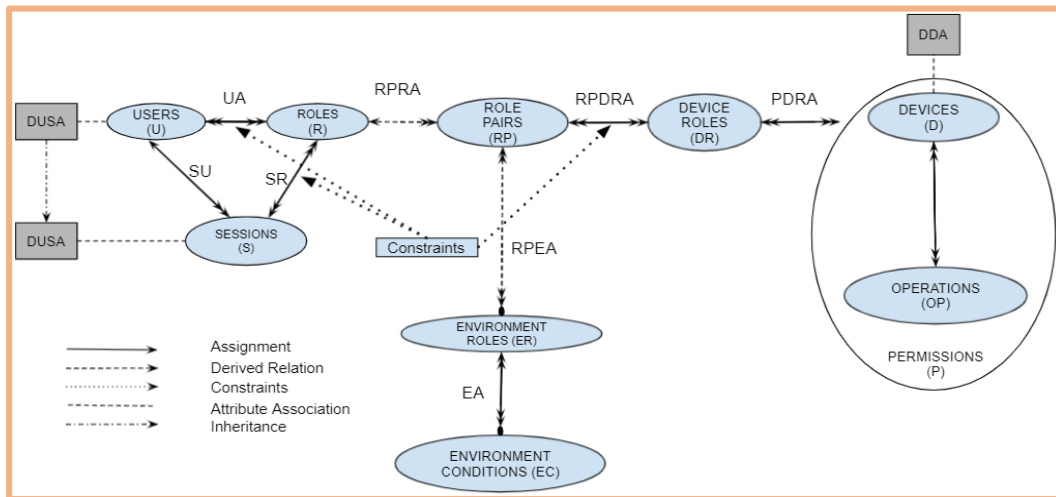 DDA
DUSA
USERS
(U)
UA
ROLES
(R)
RPRA
ROLE
PAIRS
(RP)
RPDRA
DEVICE
ROLES
(DR)
PDRA
DEVICES
(D)
SU
SR
DUSA
SESSIONS
(S)
Constraints
RPEA
OPERATIONS
(OP)
ENVIRONMENT
ROLES (ER)
PERMISSIONS
(P)
EA
ENVIRONMENT
CONDITIONS (EC)
Assignment
Derived Relation
Constraints
Attribute Association
Inheritance